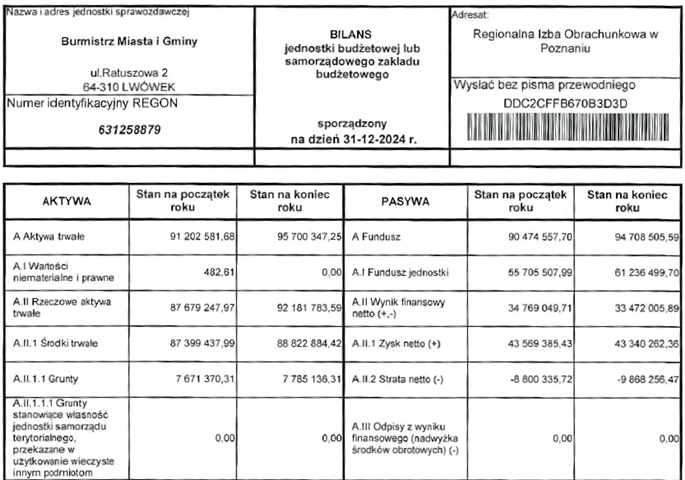 Nazwa i adres jednostki sprawozdawczej
Burmistrz Miasta i Gminy
ul.Ratuszowa 2
64-310 LWÓWEK
Numer identyfikacyjny REGON
631258879
BILANS
jednostki budżetowej lub
samorządowego zakładu
budżetowego
sporządzony
na dzień 31-12-2024 r.
Adresat:
Regionalna Izba Obrachunkowa w
Poznaniu
Wysłać bez pisma przewodniego
DDC2CFFB670B3D3D
AKTYWA Stan na początek roku Stan na koniec roku PASYWA Stan na początek roku Stan na koniec roku
A Aktywa trwałe 91 202 581,68 95 700 347,25 A Fundusz 90 474 557,70 94 708 505,59
A.I Wartości niematerialne i prawne 482,61 0,00 A.I Fundusz jednostki 55 705 507,99 61 236 499,70
A.II Rzeczowe aktywa trwałe 87 679 247,97 92 181 783,59 A.II Wynik finansowy netto (+,-) 34 769 049,71 33 472 005,89
A.II.1 Środki trwałe 87 399 437,99 88 822 884,42 A.II.1 Zysk netto (+) 43 569 385,43 43 340 262,36
A.II.1.1 Grunty 7 671 370,31 7 785 136,31 A.II.2 Strata netto (-) -8 800 335,72 -9 868 256,47
A.II.1.1.1 Grunty stanowiące własność jednostki samorządu terytorialnego, przekazane w użytkowanie wieczyste innym podmiotom 0,00 0,00 A.III Odpisy z wyniku finansowego (nadwyżka środków obrotowych) (-) 0,00 0,00